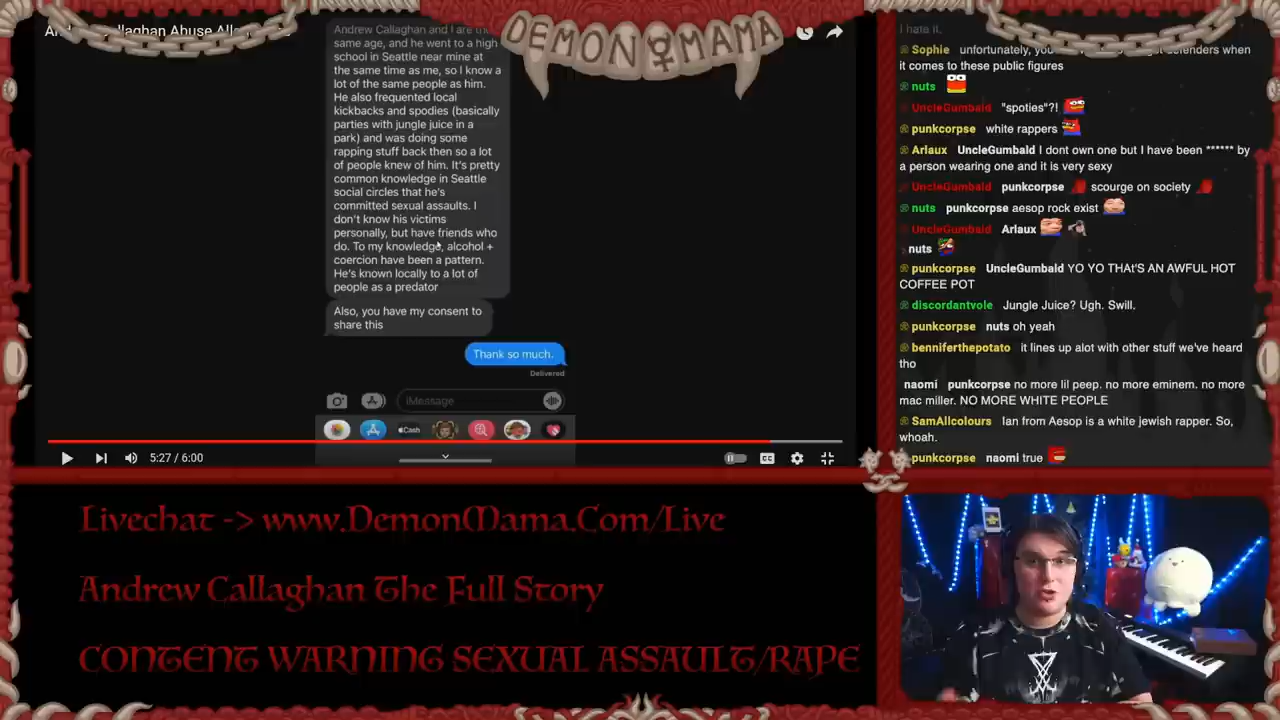 Andrew Callaghan and I are the
same age, and he went to a high
school in Seattle near mine at
the same time as me, so I know a
lot of the same people as him.
He also frequented local
kickbacks and spodies (basically
parties with jungle juice in a
park) and was doing some
rapping stuff back then so a lot
of people knew of him. It's pretty
common knowledge in Seattle
social circles that he's
committed sexual assaults. I
don't know his victims
personally, but have friends who
do. To my knowledge, alcohol +
coercion have been a pattern.
He's known locally to a lot of
people as a predator
Also, you have my consent to
share this
Thank so much.
Delivered
iMessage
Cash
5:27 / 6:00
CC
DEMON MAMA
I hate it.
Sophie unfortunately, defenders when
it comes to these public figures
nuts
UncleGumbald "spoties"?!
punkcorpse white rappers
Arlaux UncleGumbald I dont own one but I have been ****** by
a person wearing one and it is very sexy
UncleGumbald punkcorpse scourge on society
nuts punkcorpse aesop rock exist
UncleGumbald Arlaux
nuts
punkcorpse UncleGumbald YO YO THAt'S AN AWFUL HOT
COFFEE POT
discordantvole Jungle Juice? Ugh. Swill.
punkcorpse nuts oh yeah
benniferthepotato it lines up alot with other stuff we've heard
tho
naomi punkcorpse no more lil peep. no more eminem. no more
mac miller. NO MORE WHITE PEOPLE
SamAllcolours Ian from Aesop is a white jewish rapper. So,
whoah.
punkcorpse naomi true
Livechat -> www.DemonMama.Com/Live
Andrew Callaghan The Full Story
CONTENT WARNING SEXUAL ASSAULT/RAPE